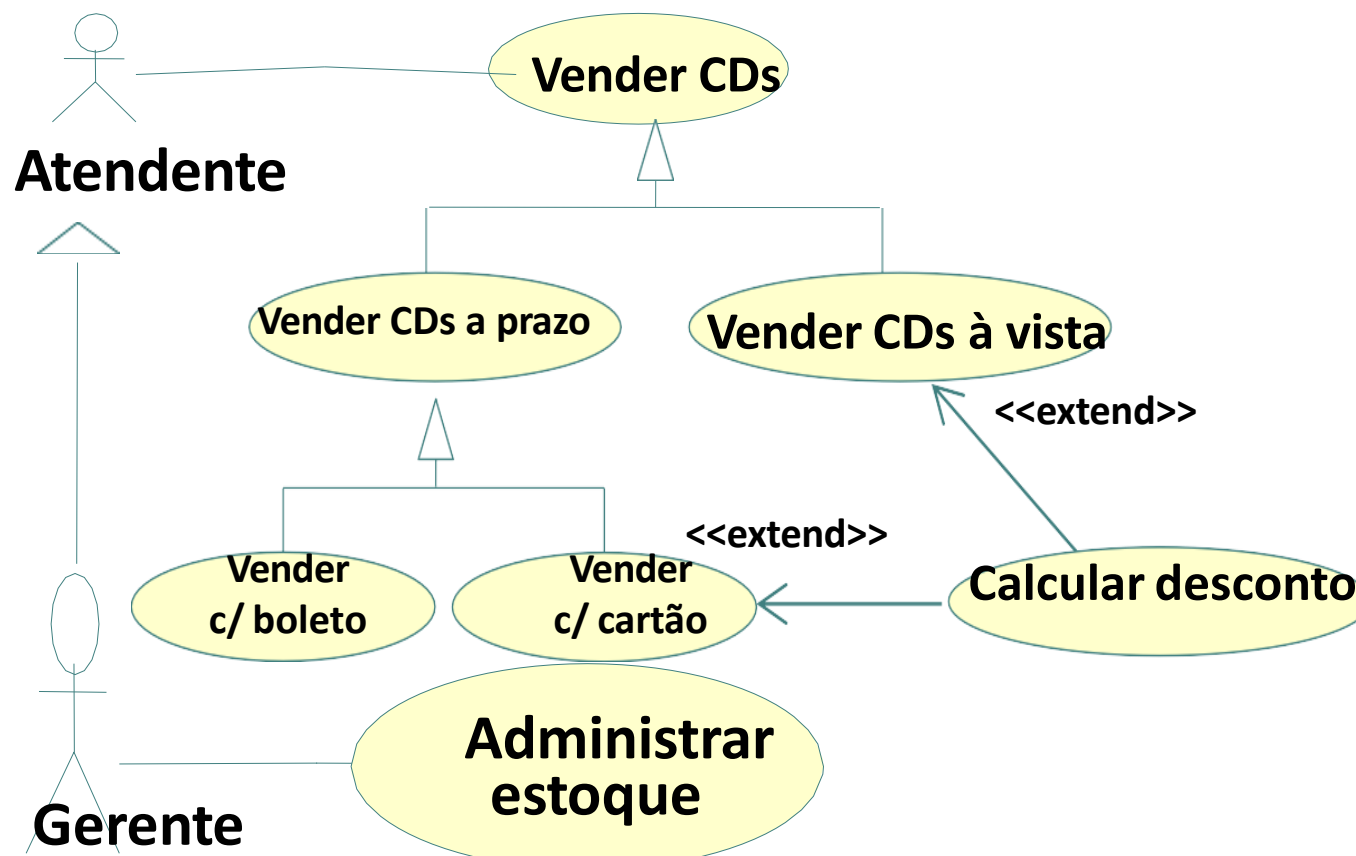 Vender CDs
Atendente
Vender CDs a prazo
Vender CDs à vista
<<extend>>
<<extend>>
Vender
c/ boleto
Vender
c/ cartão
Calcular desconto
Administrar
estoque
Gerente